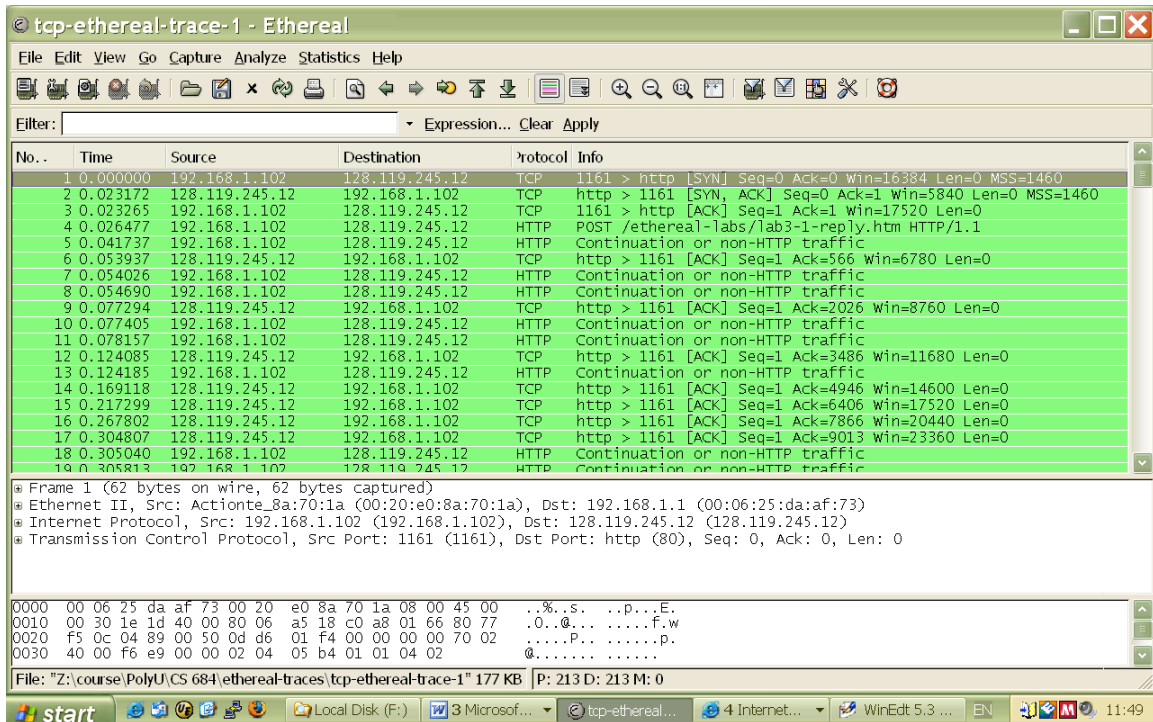 tcp-ethereal-trace-1 - Ethereal
File Edit View Go Capture Analyze Statistics Help
Filter: Expression... Clear Apply
No. . Time Source Destination Protocol Info
1 0.000000 192.168.1.102 128.119.245.12 TCP 1161 > http [SYN] Seq=0 Ack=0 Win=16384 Len=0 MSS=1460
2 0.023172 128.119.245.12 192.168.1.102 TCP http > 1161 [SYN, ACK] Seq=0 Ack=1 Win=5840 Len=0 MSS=1460
3 0.023265 192.168.1.102 128.119.245.12 TCP 1161 > http [ACK] Seq=1 Ack=1 Win=17520 Len=0
4 0.026477 192.168.1.102 128.119.245.12 HTTP POST /ethereal-labs/lab3-1-reply.htm HTTP/1.1
5 0.041737 192.168.1.102 128.119.245.12 HTTP Continuation or non-HTTP traffic
6 0.053937 128.119.245.12 192.168.1.102 TCP http > 1161 [ACK] Seq=1 Ack=566 Win=6780 Len=0
7 0.054026 192.168.1.102 128.119.245.12 HTTP Continuation or non-HTTP traffic
8 0.054690 192.168.1.102 128.119.245.12 HTTP Continuation or non-HTTP traffic
9 0.077294 128.119.245.12 192.168.1.102 TCP http > 1161 [ACK] Seq=1 Ack=2026 Win=8760 Len=0
10 0.077405 192.168.1.102 128.119.245.12 HTTP Continuation or non-HTTP traffic
11 0.078157 192.168.1.102 128.119.245.12 HTTP Continuation or non-HTTP traffic
12 0.124085 128.119.245.12 192.168.1.102 TCP http > 1161 [ACK] Seq=1 Ack=3486 Win=11680 Len=0
13 0.124185 192.168.1.102 128.119.245.12 HTTP Continuation or non-HTTP traffic
14 0.169118 128.119.245.12 192.168.1.102 TCP http > 1161 [ACK] Seq=1 Ack=4946 Win=14600 Len=0
15 0.217299 128.119.245.12 192.168.1.102 TCP http > 1161 [ACK] Seq=1 Ack=6406 Win=17520 Len=0
16 0.267802 128.119.245.12 192.168.1.102 TCP http > 1161 [ACK] Seq=1 Ack=7866 Win=20440 Len=0
17 0.304807 128.119.245.12 192.168.1.102 TCP http > 1161 [ACK] Seq=1 Ack=9013 Win=23360 Len=0
18 0.305040 192.168.1.102 128.119.245.12 HTTP Continuation or non-HTTP traffic
19 0.305813 192.168.1.102 128.119.245.12 HTTP Continuation or non-HTTP traffic
Frame 1 (62 bytes on wire, 62 bytes captured)
Ethernet II, Src: Actionte_8a:70:1a (00:20:e0:8a:70:1a), Dst: 192.168.1.1 (00:06:25:da:af:73)
Internet Protocol, Src: 192.168.1.102 (192.168.1.102), Dst: 128.119.245.12 (128.119.245.12)
Transmission Control Protocol, Src Port: 1161 (1161), Dst Port: http (80), Seq: 0, Ack: 0, Len: 0
0000 00 06 25 da af 73 00 20 e0 8a 70 1a 08 00 45 00 ..%..s. ..p...E.
0010 00 30 1e 1d 40 00 80 06 a5 18 c0 a8 01 66 80 77 .0..@... .....f.w
0020 f5 0c 04 89 00 50 0d d6 01 f4 00 00 00 00 70 02 .....P.. ......p.
0030 40 00 f6 e9 00 00 02 04 05 b4 01 01 04 02 @....... ......
File: "Z:\course\PolyU\CS 684\ethereal-traces\tcp-ethereal-trace-1" 177 KB P: 213 D: 213 M: 0
start Local Disk (F:) 3 Microsof... tcp-ethereal... 4 Internet... WinEdt 5.3 ... EN 11:49